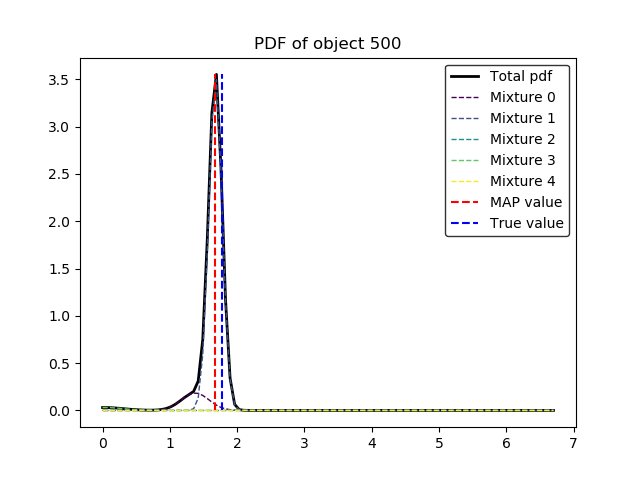 PDF of object 500
3.5
3.0
2.5
2.0
1.5
1.0
0.5
0.0
0 1 2 3 4 5 6 7
Total pdf
Mixture 0
Mixture 1
Mixture 2
Mixture 3
Mixture 4
MAP value
True value